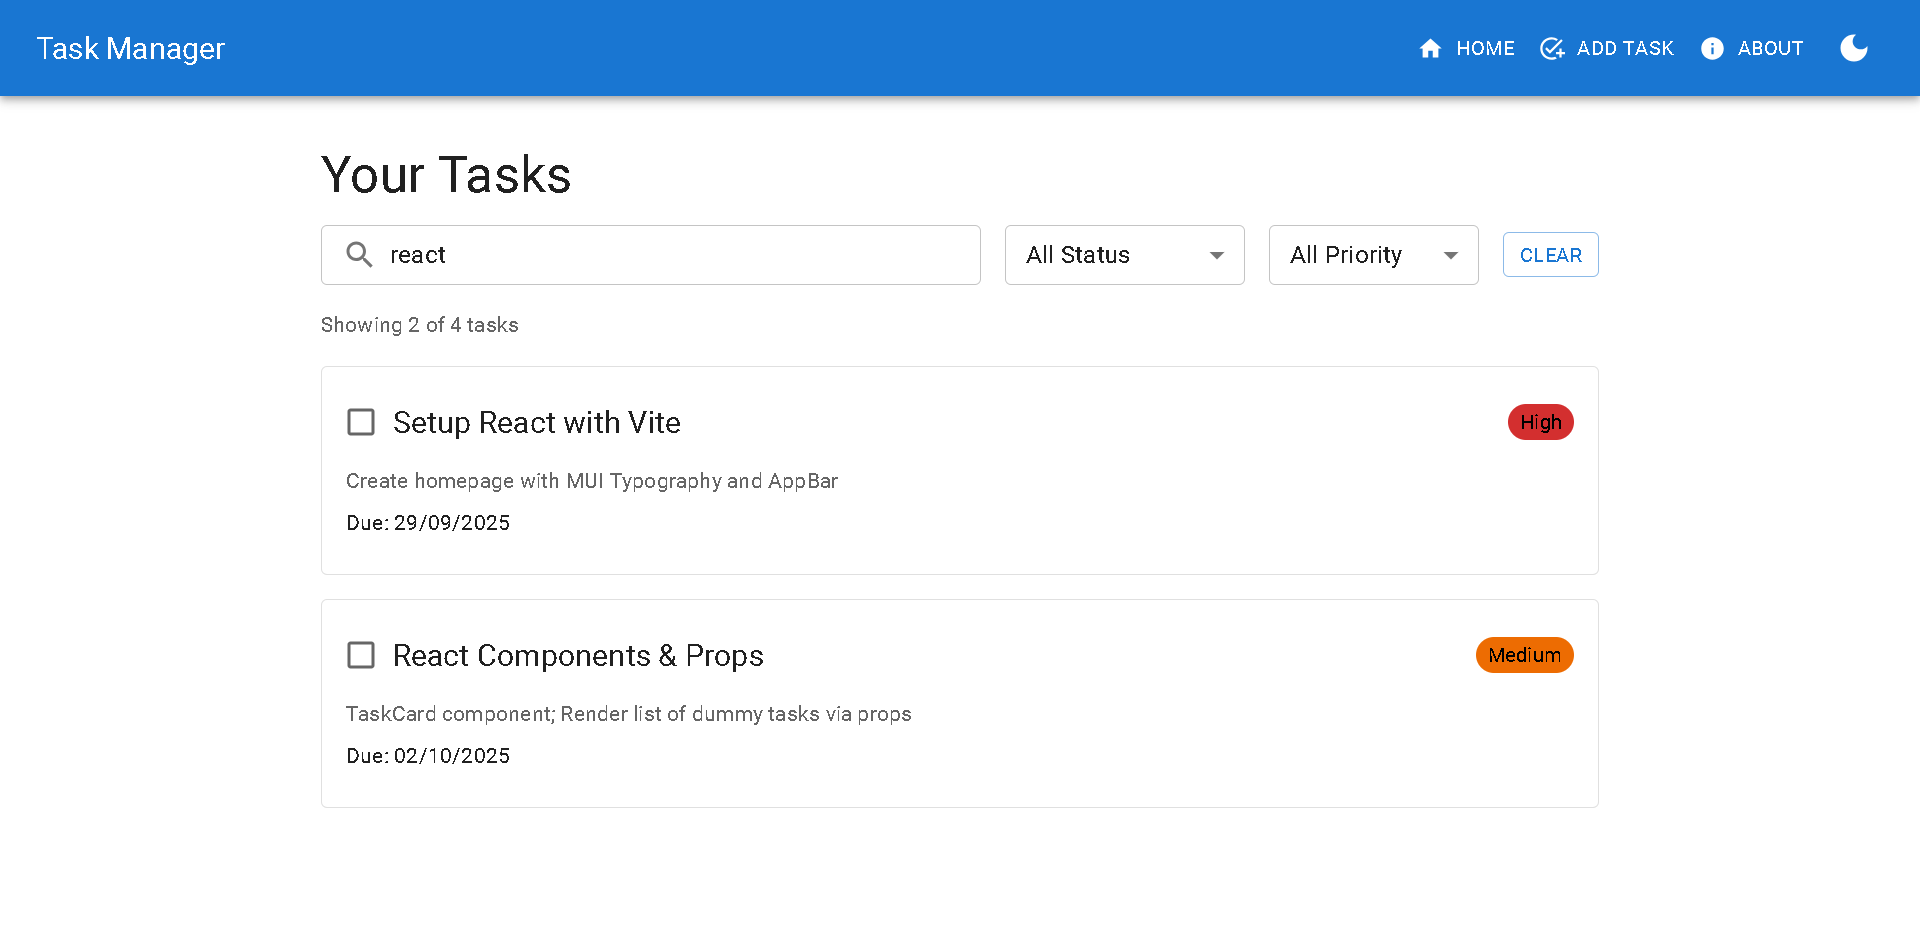 Task Manager
HOME
ADD TASK
ABOUT
Your Tasks
react
All Status
All Priority
CLEAR
Showing 2 of 4 tasks
Setup React with Vite
High
Create homepage with MUI Typography and AppBar
Due: 29/09/2025
React Components & Props
Medium
TaskCard component; Render list of dummy tasks via props
Due: 02/10/2025